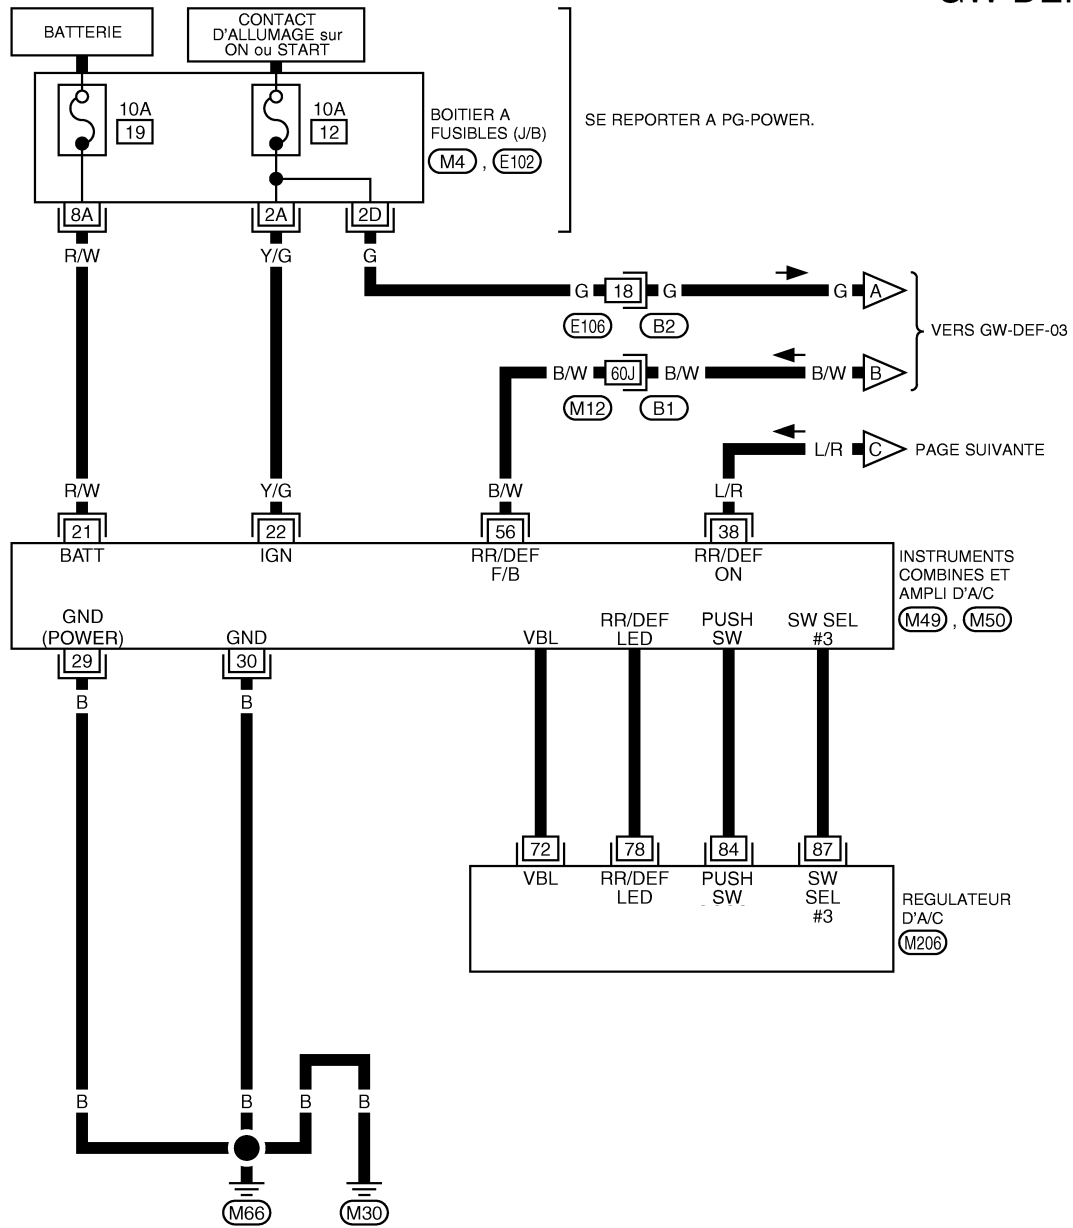 BATTERIE
CONTACT
D'ALLUMAGE sur
ON ou START
10A
19
10A
12
BOITIER A
FUSIBLES (J/B)
M4 , E102
SE REPORTER A PG-POWER.
8A
2A
2D
R/W
Y/G
G
G
18
G
G
A
E106
B2
VERS GW-DEF-03
B/W
60J
B/W
B/W
B
M12
B1
L/R
C
PAGE SUIVANTE
R/W
Y/G
B/W
L/R
21
22
56
38
BATT
IGN
RR/DEF
F/B
RR/DEF
ON
INSTRUMENTS
COMBINES ET
AMPLI D'A/C
M49 , M50
GND
(POWER)
GND
VBL
RR/DEF
LED
PUSH
SW
SW SEL
#3
29
30
B
B
72
78
84
87
VBL
RR/DEF
LED
PUSH
SW
SW
SEL
#3
REGULATEUR
D'A/C
M206
B
B
B
B
M66
M30